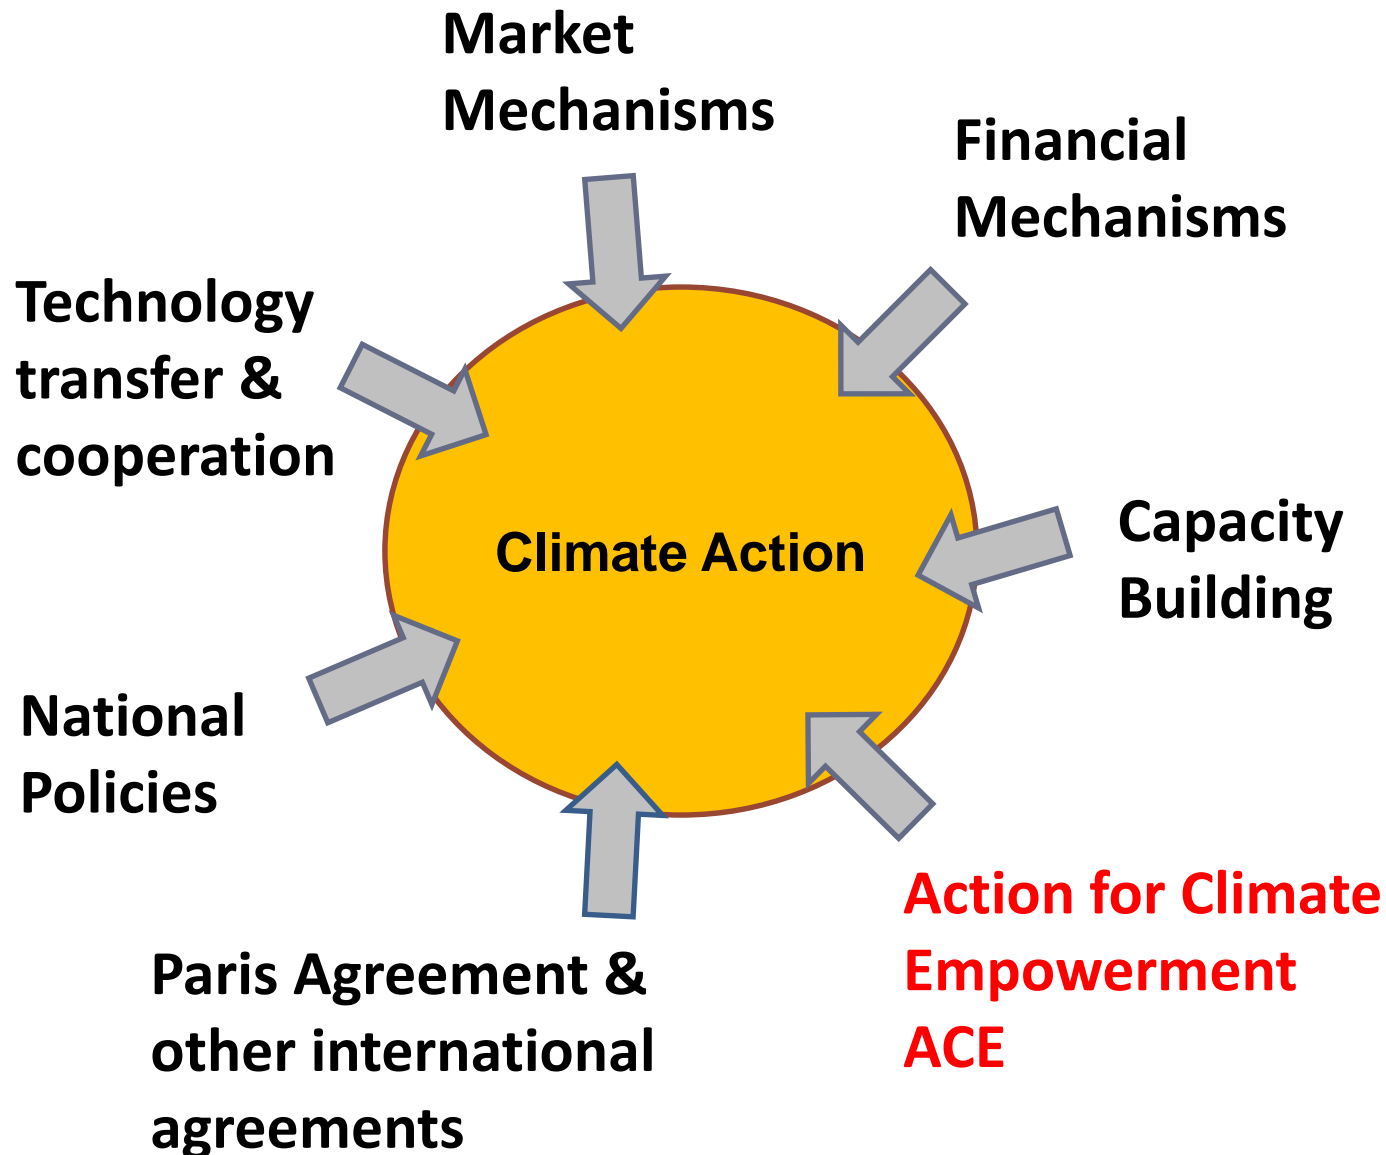 Market
Mechanisms
Financial
Mechanisms
Technology
transfer &
cooperation
Climate Action
Capacity
Building
National
Policies
Action for Climate
Empowerment
ACE
Paris Agreement &
other international
agreements